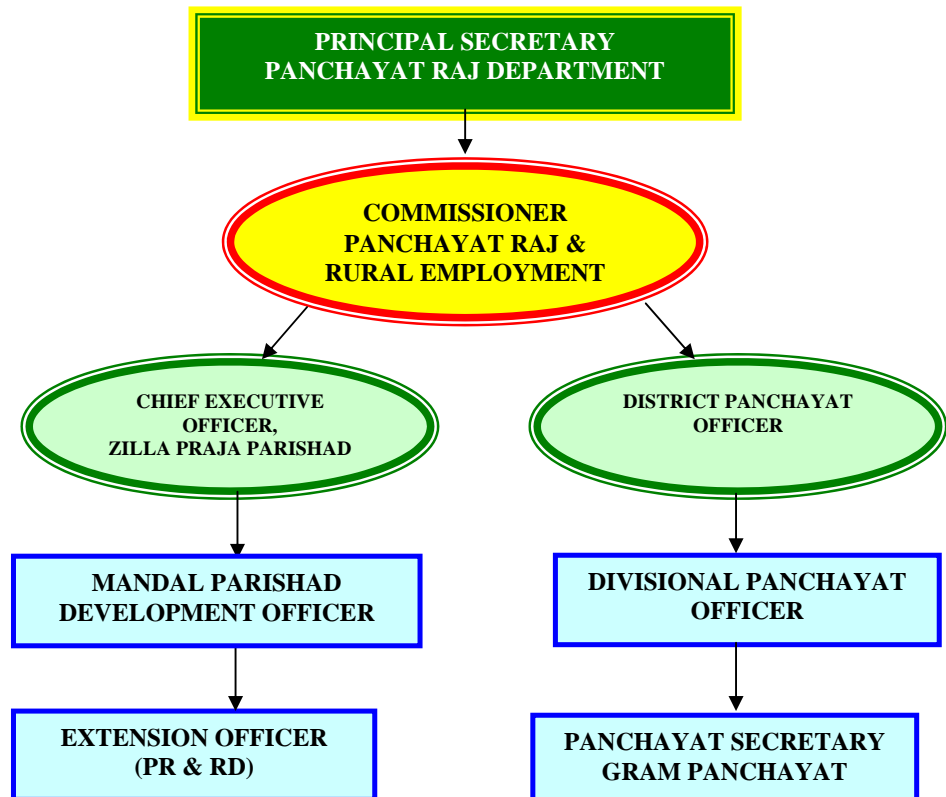 PRINCIPAL SECRETARY
PANCHAYAT RAJ DEPARTMENT
COMMISSIONER
PANCHAYAT RAJ &
RURAL EMPLOYMENT
CHIEF EXECUTIVE
OFFICER,
ZILLA PRAJA PARISHAD
DISTRICT PANCHAYAT
OFFICER
MANDAL PARISHAD
DEVELOPMENT OFFICER
DIVISIONAL PANCHAYAT
OFFICER
EXTENSION OFFICER
(PR & RD)
PANCHAYAT SECRETARY
GRAM PANCHAYAT